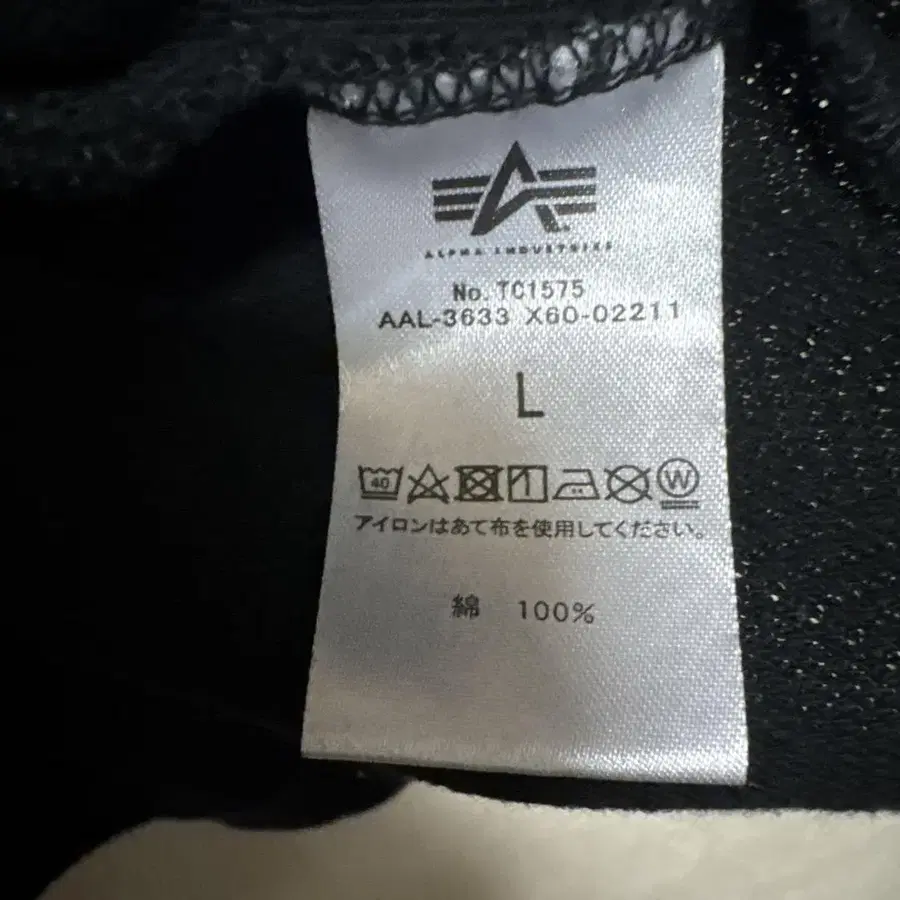 ALPHA INDUSTRIES
No. TC1575
AAL-3633 X60-02211
L
40 W
アイロンはあて布を使用してください。
綿 100%